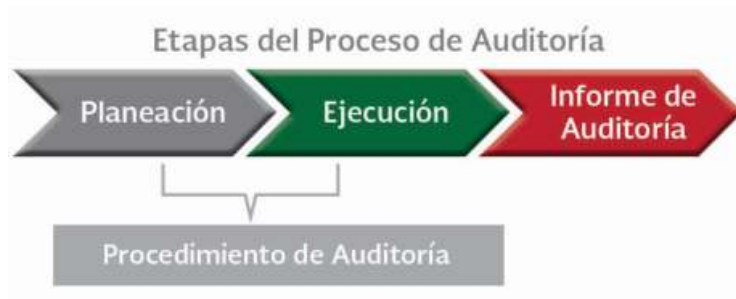 Etapas del Proceso de Auditoría
Planeación
Ejecución
Informe de
Auditoría
Procedimiento de Auditoría